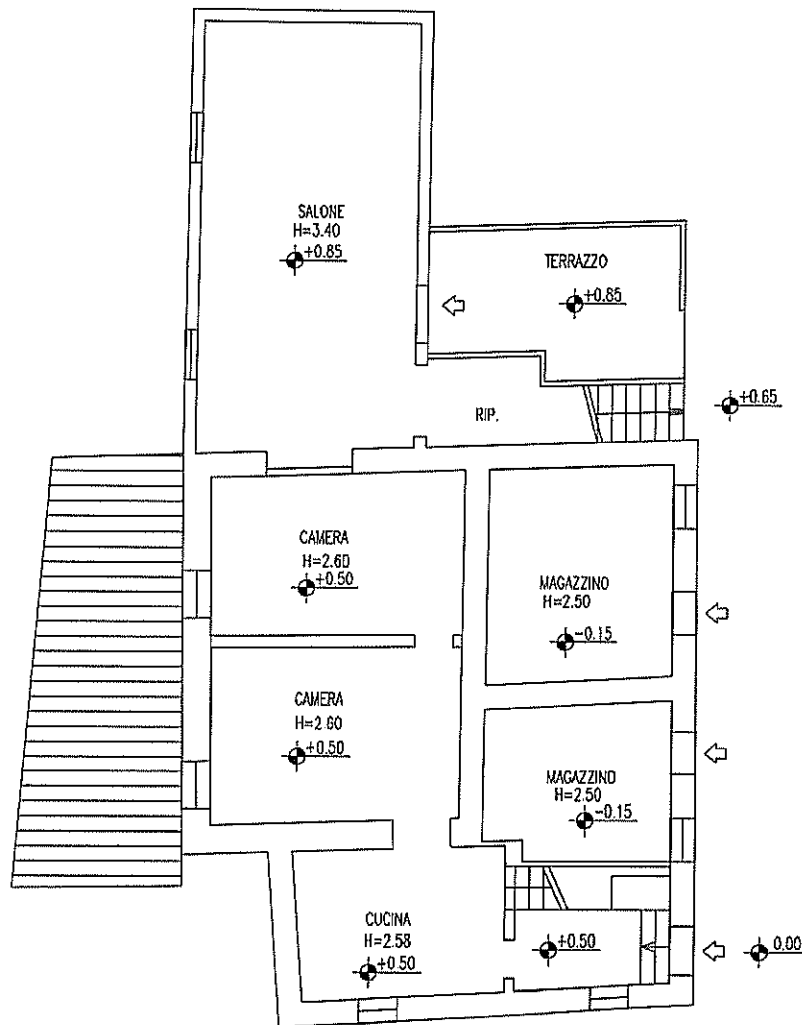 SALONE
H=3.40
+0.85
TERRAZZO
+0.85
RIP.
+0.65
CAMERA
H=2.60
+0.50
MAGAZZINO
H=2.50
-0.15
CAMERA
H=2.60
+0.50
MAGAZZINO
H=2.50
-0.15
CUCINA
H=2.58
+0.50
+0.50
0.00